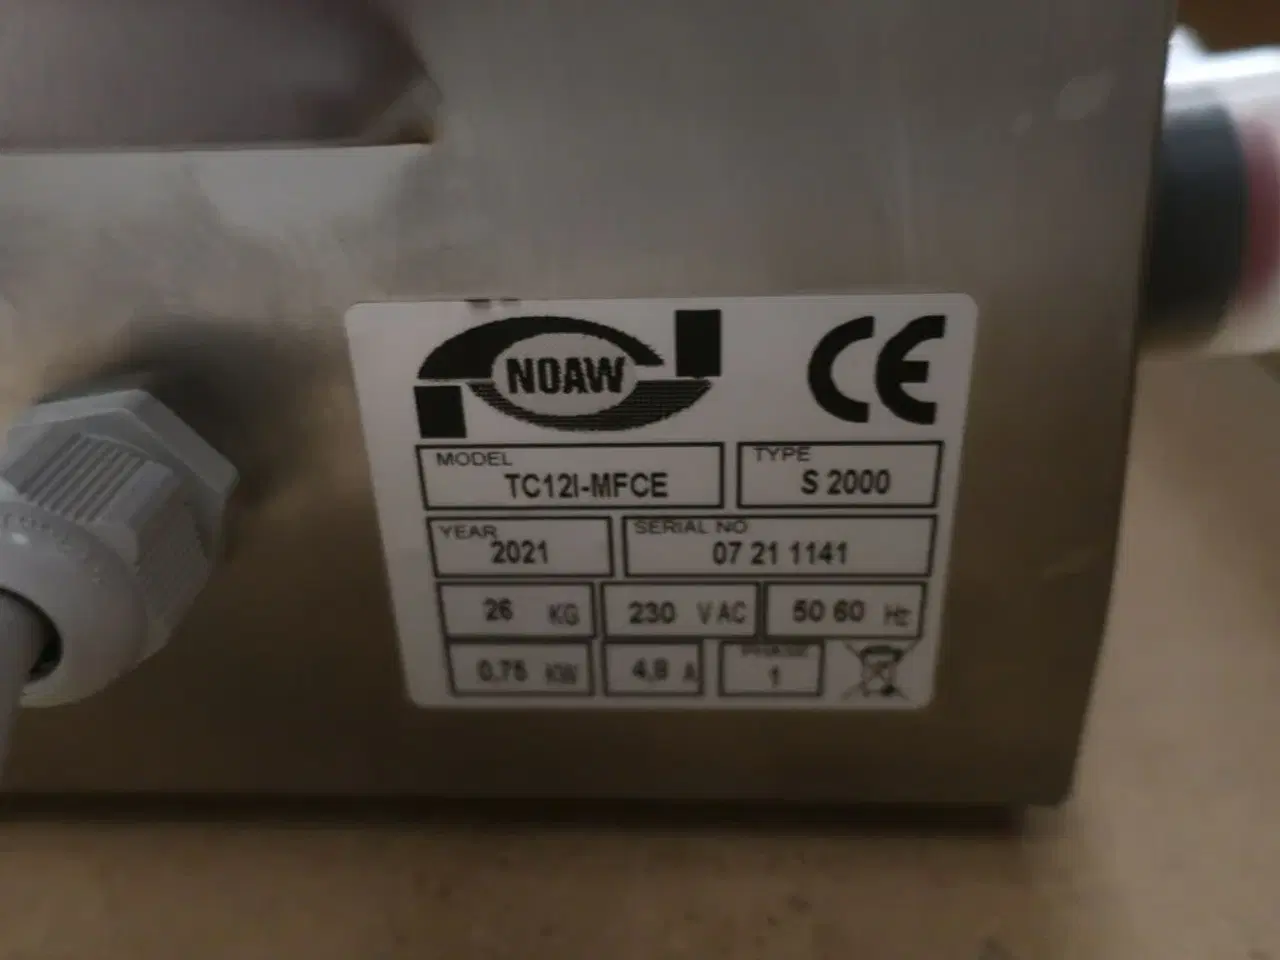 NOAW CE
MODEL TYPE
TC12I-MFCE S 2000
YEAR SERIAL NO
2021 07 21 1141
26 KG 230 V AC 50 60 Hz
PHASE
0,75 KW 4,8 A 1